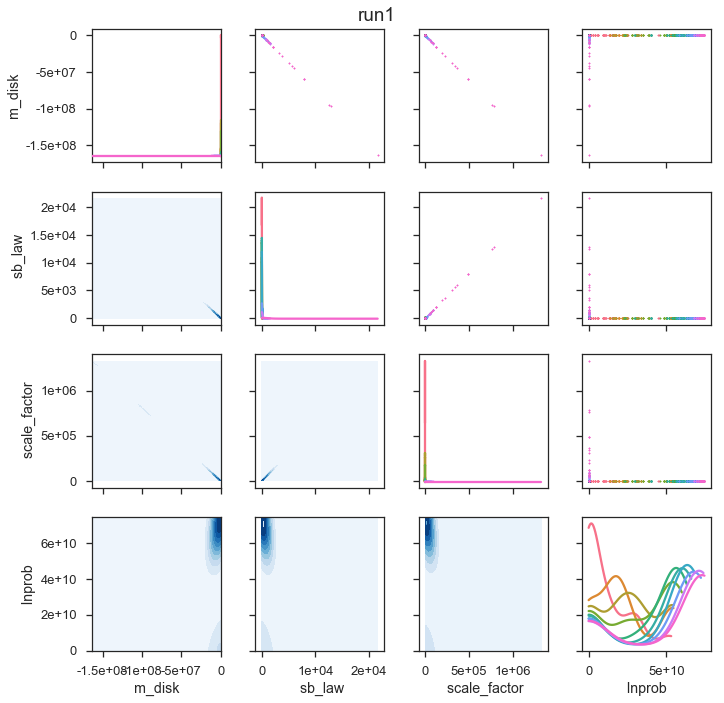 run1
m_disk
0
-5e+07
-1e+08
-1.5e+08
sb_law
2e+04
1.5e+04
1e+04
5e+03
0
scale_factor
1e+06
5e+05
0
lnprob
6e+10
4e+10
2e+10
0
-1.5e+08 -1e+08 -5e+07 0
0 1e+04 2e+04
0 5e+05 1e+06
0 5e+10
m_disk sb_law scale_factor lnprob